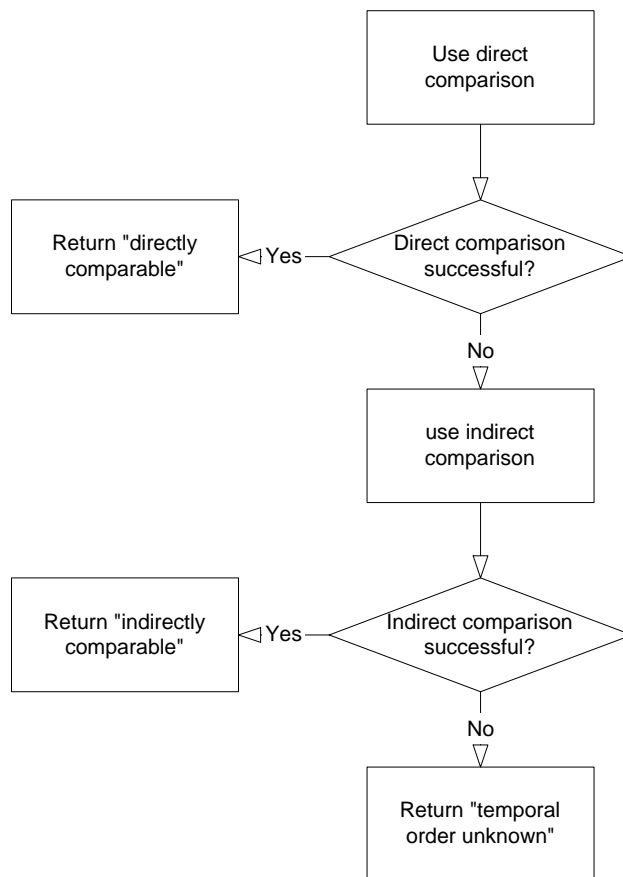 Use direct
comparison
Return "directly
comparable"
Yes
Direct comparison
successful?
No
use indirect
comparison
Return "indirectly
comparable"
Yes
Indirect comparison
successful?
No
Return "temporal
order unknown"